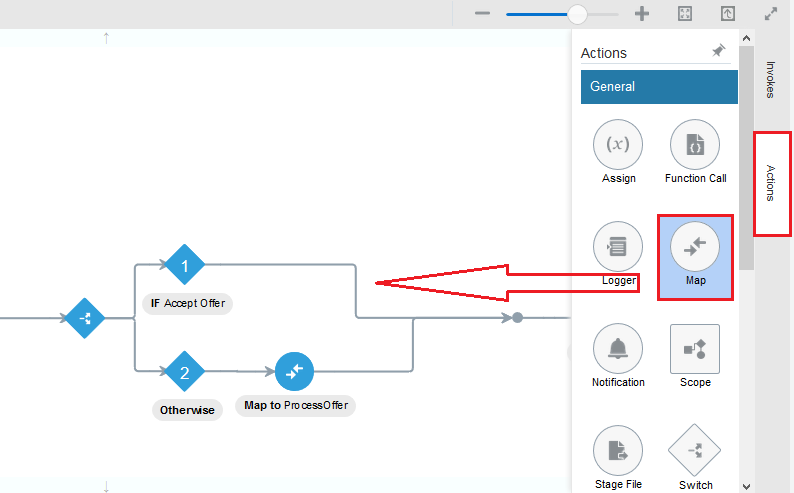 Actions
General
(x)
Assign
Function Call
Logger
Map
Notification
Scope
Stage File
Switch
Invokes
Actions
1
IF Accept Offer
2
Otherwise
Map to ProcessOffer